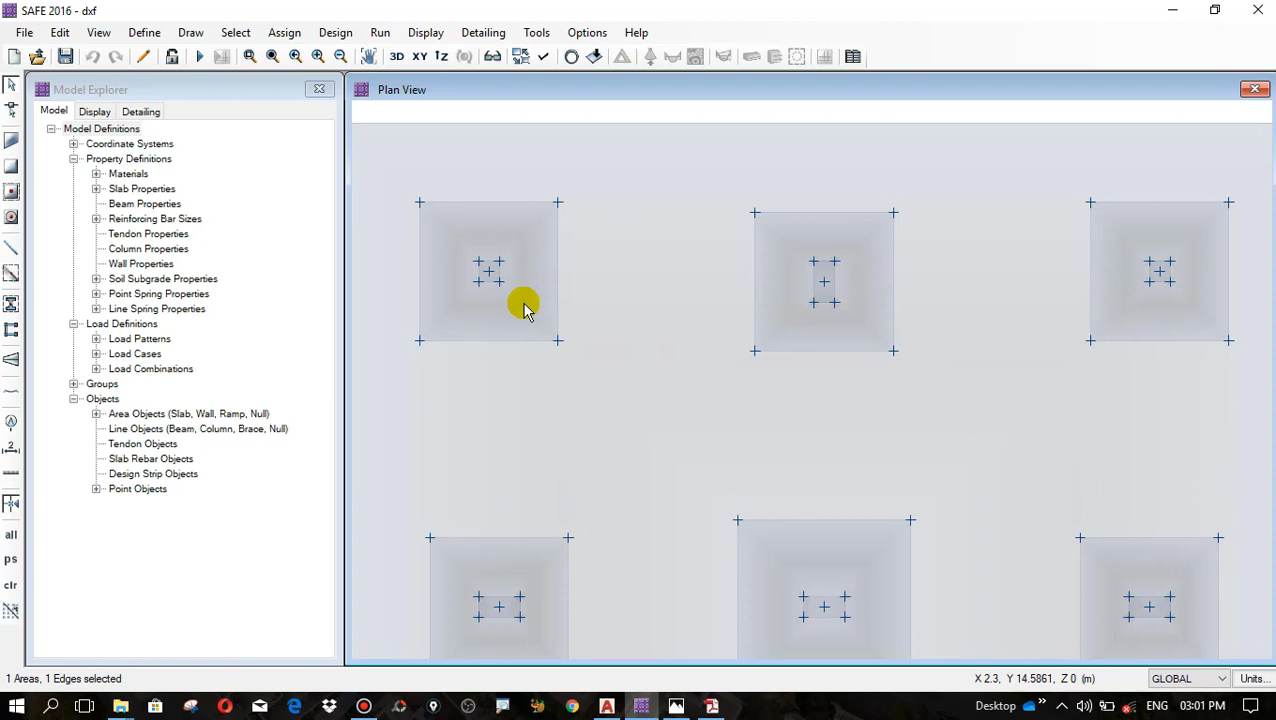 SAFE 2016 - dxf
File Edit View Define Draw Select Assign Design Run Display Detailing Tools Options Help
3D XY
Model Explorer
Plan View
Model Display Detailing
Model Definitions
Coordinate Systems
Property Definitions
Materials
Slab Properties
Beam Properties
Reinforcing Bar Sizes
Tendon Properties
Column Properties
Wall Properties
Soil Subgrade Properties
Point Spring Properties
Line Spring Properties
Load Definitions
Load Patterns
Load Cases
Load Combinations
Groups
Objects
Area Objects (Slab, Wall, Ramp, Null)
Line Objects (Beam, Column, Brace, Null)
Tendon Objects
Slab Rebar Objects
Design Strip Objects
Point Objects
all
ps
clr
1 Areas, 1 Edges selected
X 2.3, Y 14.5861, Z 0 (m)
GLOBAL
Units...
Desktop
ENG
03:01 PM